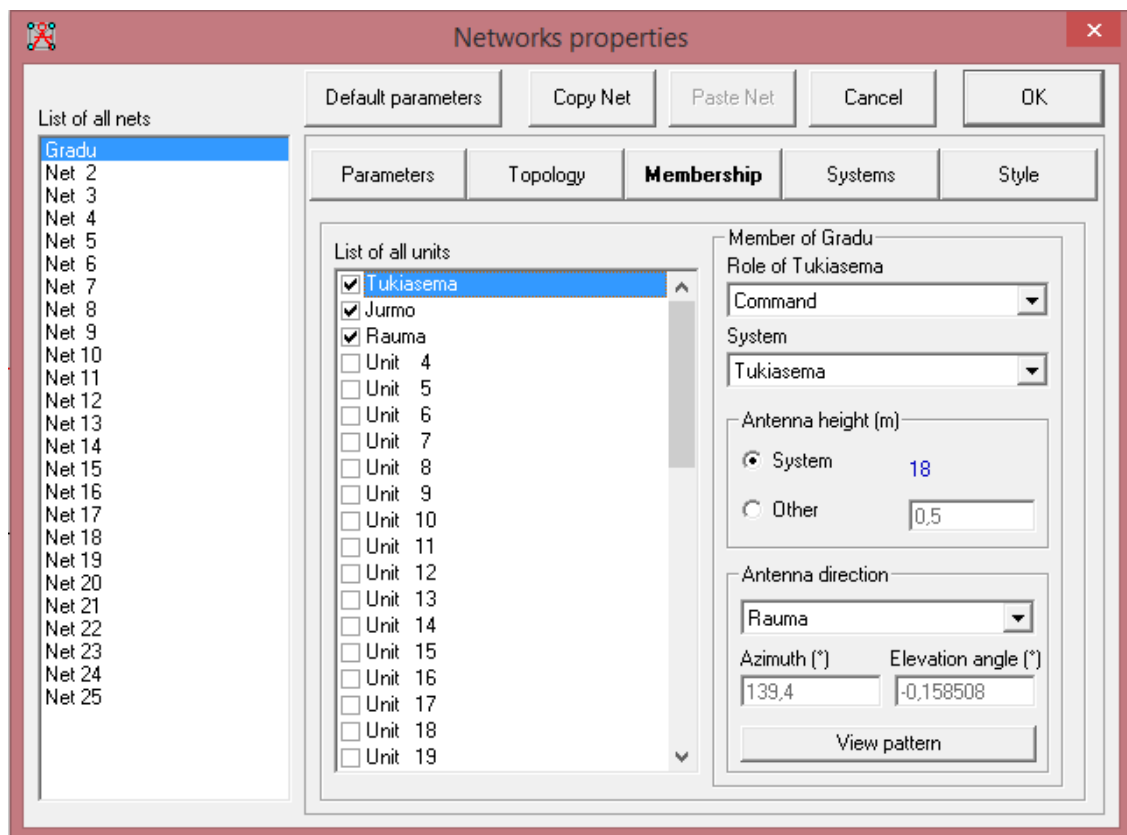 Networks properties
Default parameters
Copy Net
Paste Net
Cancel
OK
List of all nets
Gradu
Net 2
Net 3
Net 4
Net 5
Net 6
Net 7
Net 8
Net 9
Net 10
Net 11
Net 12
Net 13
Net 14
Net 15
Net 16
Net 17
Net 18
Net 19
Net 20
Net 21
Net 22
Net 23
Net 24
Net 25
Parameters
Topology
Membership
Systems
Style
List of all units
Tukiasema
Jurmo
Rauma
Unit 4
Unit 5
Unit 6
Unit 7
Unit 8
Unit 9
Unit 10
Unit 11
Unit 12
Unit 13
Unit 14
Unit 15
Unit 16
Unit 17
Unit 18
Unit 19
Member of Gradu
Role of Tukiasema
Command
System
Tukiasema
Antenna height (m)
System 18
Other 0,5
Antenna direction
Rauma
Azimuth (°) Elevation angle (°)
139,4 -0,158508
View pattern